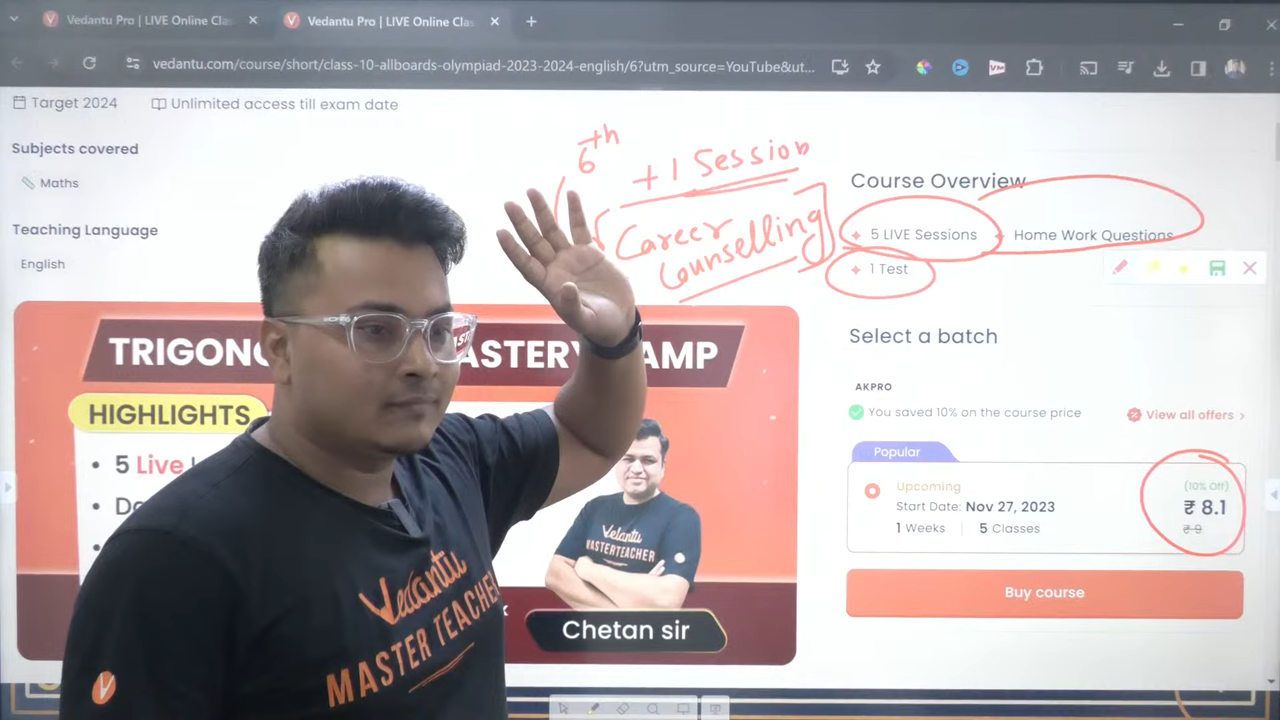 Vedantu Pro | LIVE Online Clas
Vedantu Pro | LIVE Online Clas
vedantu.com/course/short/class-10-allboards-olympiad-2023-2024-english/6?utm_source=YouTube&ut...
VM
Target 2024
Unlimited access till exam date
Subjects covered
Maths
Teaching Language
English
6th
+1 Session
Career
Counselling
Course Overview
5 LIVE Sessions
Home Work Questions
1 Test
Select a batch
AKPRO
You saved 10% on the course price
View all offers >
Popular
Upcoming
(10% Off)
Start Date: Nov 27, 2023
₹ 8.1
1 Weeks
5 Classes
₹ 9
Buy course
HIGHLIGHTS
5 Live
Vedantu
MASTERTEACHER
Chetan sir
Vedantu
MASTER TEACHER